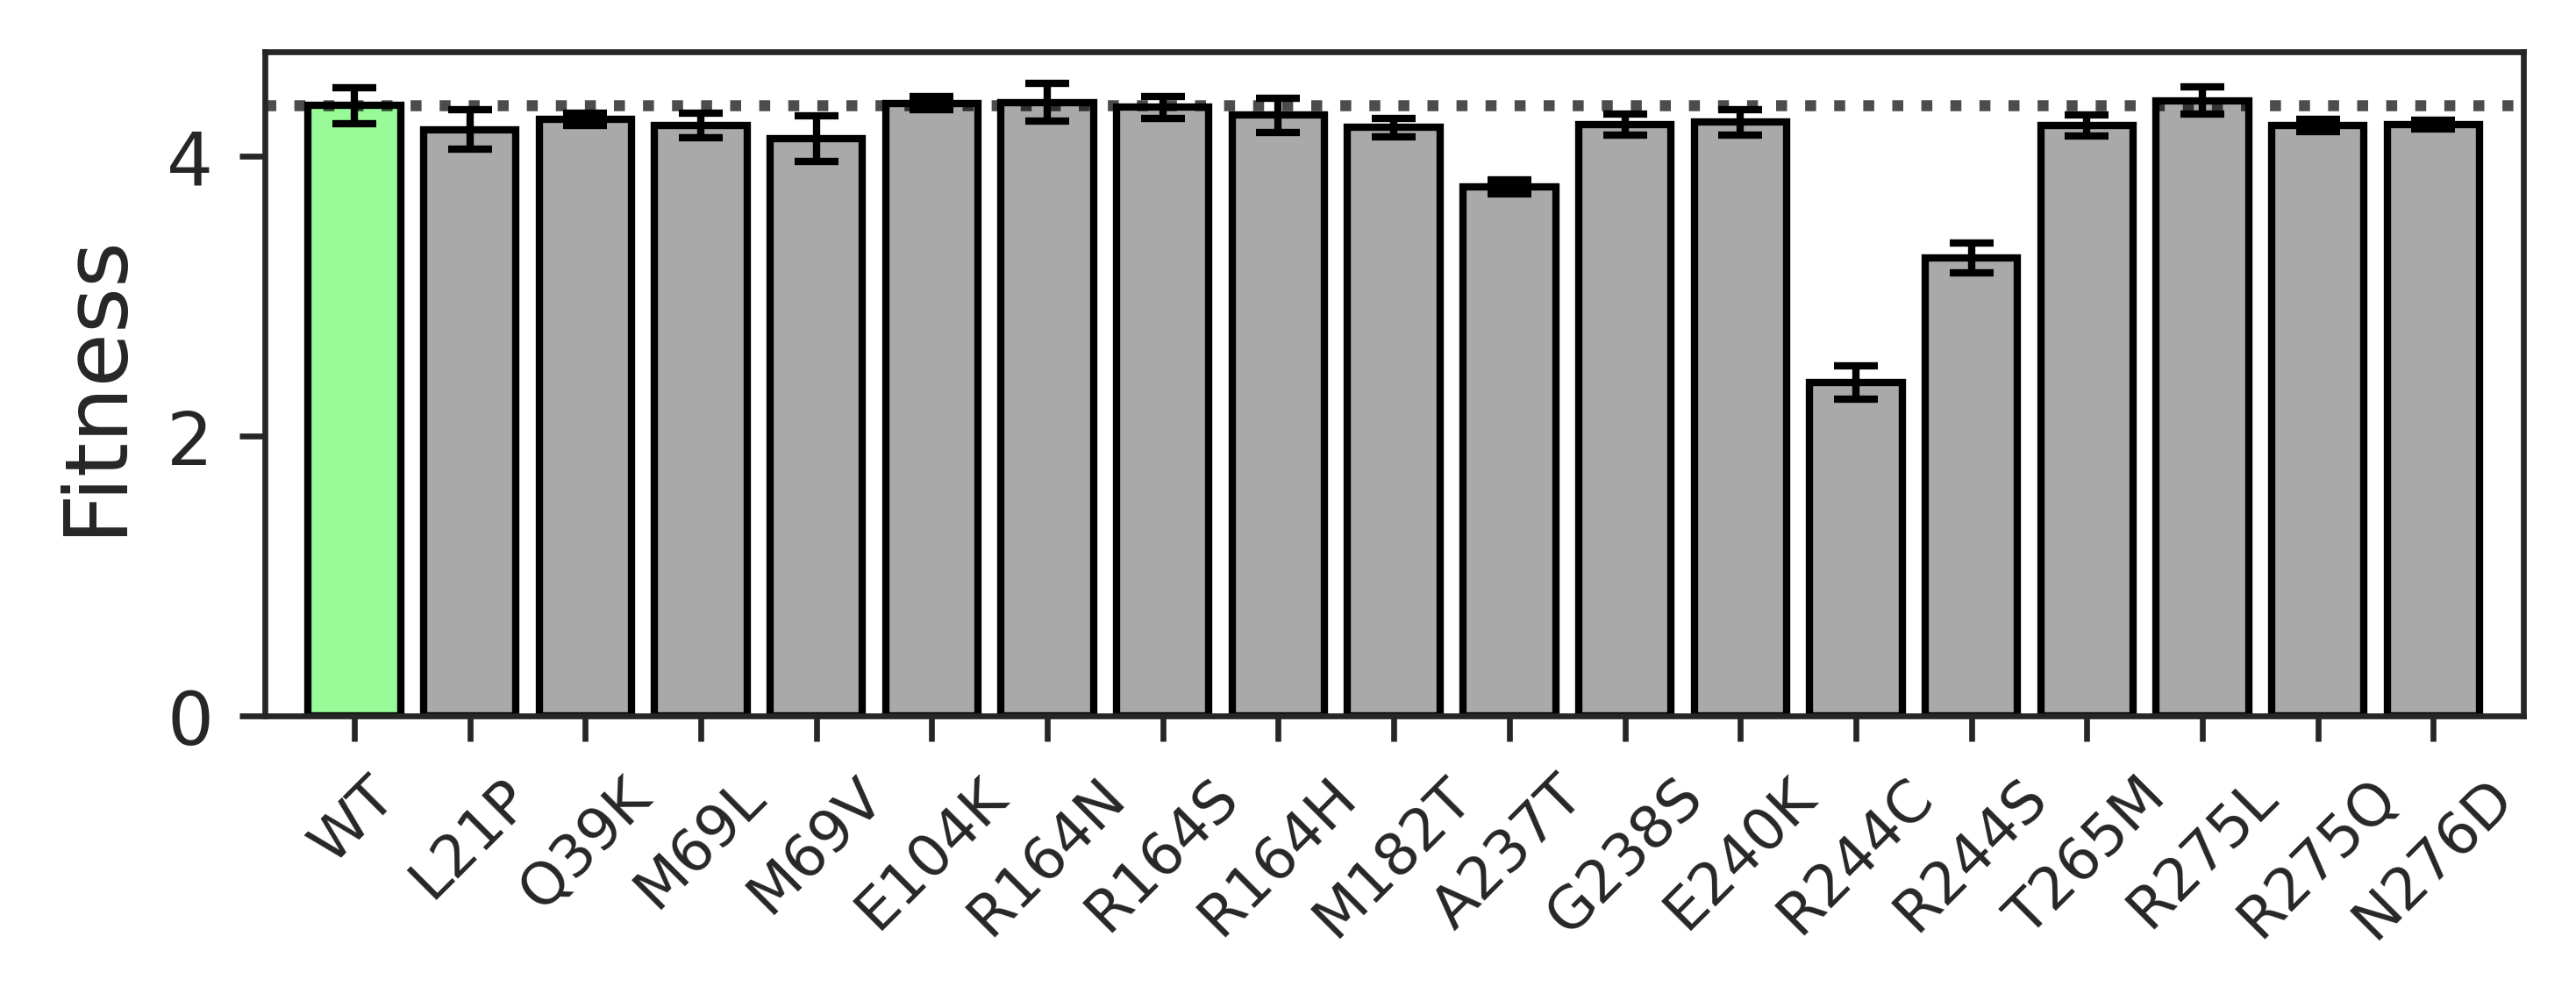 Fitness
4
2
0
WT
L21P
Q39K
M69L
M69V
E104K
R164N
R164S
R164H
M182T
A237T
G238S
E240K
R244C
R244S
T265M
R275L
R275Q
N276D